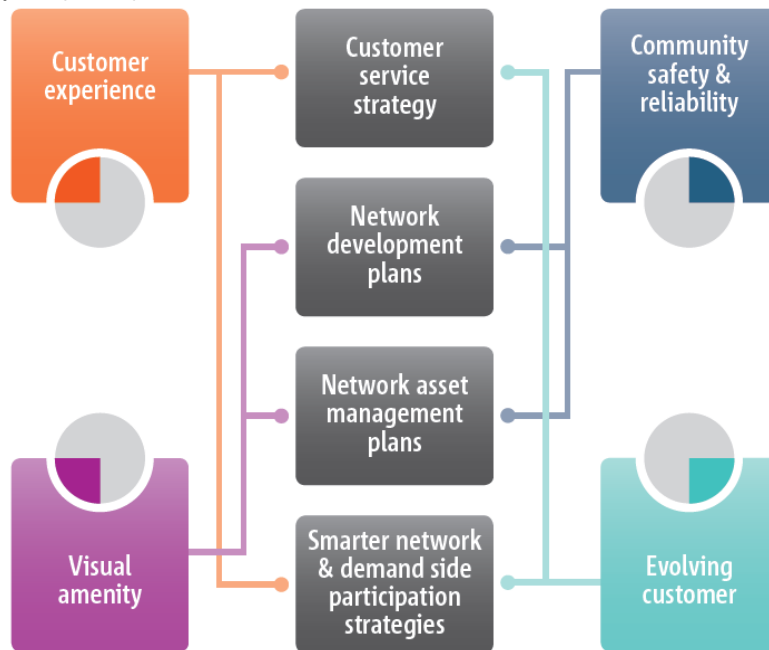 Customer
experience
Customer
service
strategy
Community
safety &
reliability
Network
development
plans
Network asset
management
plans
Visual
amenity
Smarter network
& demand side
participation
strategies
Evolving
customer